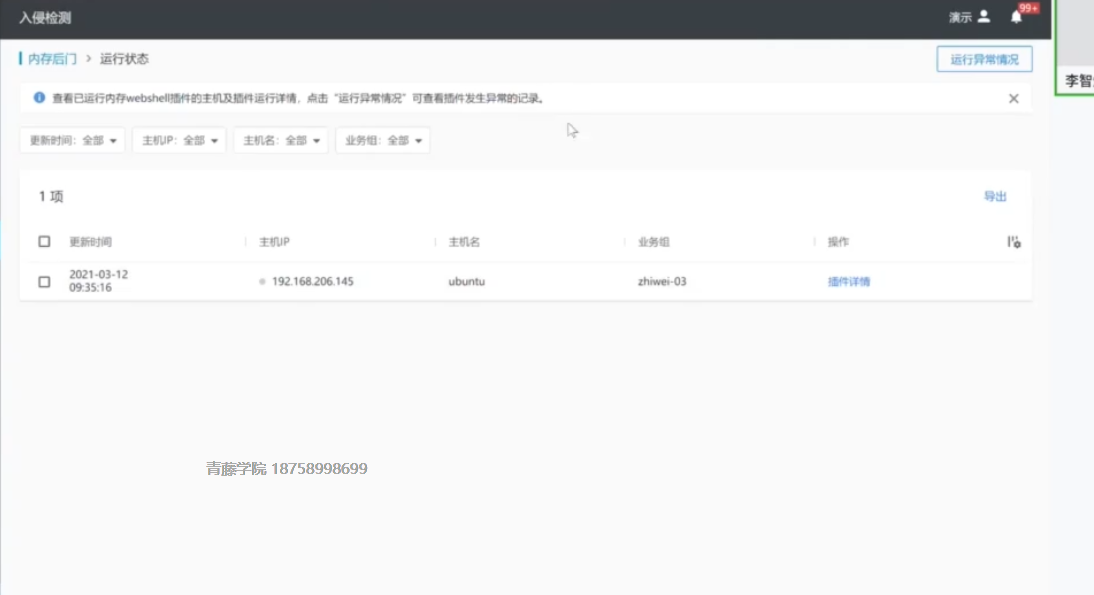 入侵检测
演示
99+
内存后门 > 运行状态
运行异常情况
李智
查看已运行内存webshell插件的主机及插件运行详情，点击“运行异常情况”可查看插件发生异常的记录。
更新时间：全部 主机IP：全部 主机名：全部 业务组：全部
1 项
导出
更新时间 主机IP 主机名 业务组 操作
2021-03-12
09:35:16
192.168.206.145 ubuntu zhiwei-03 插件详情
青藤学院 18758998699